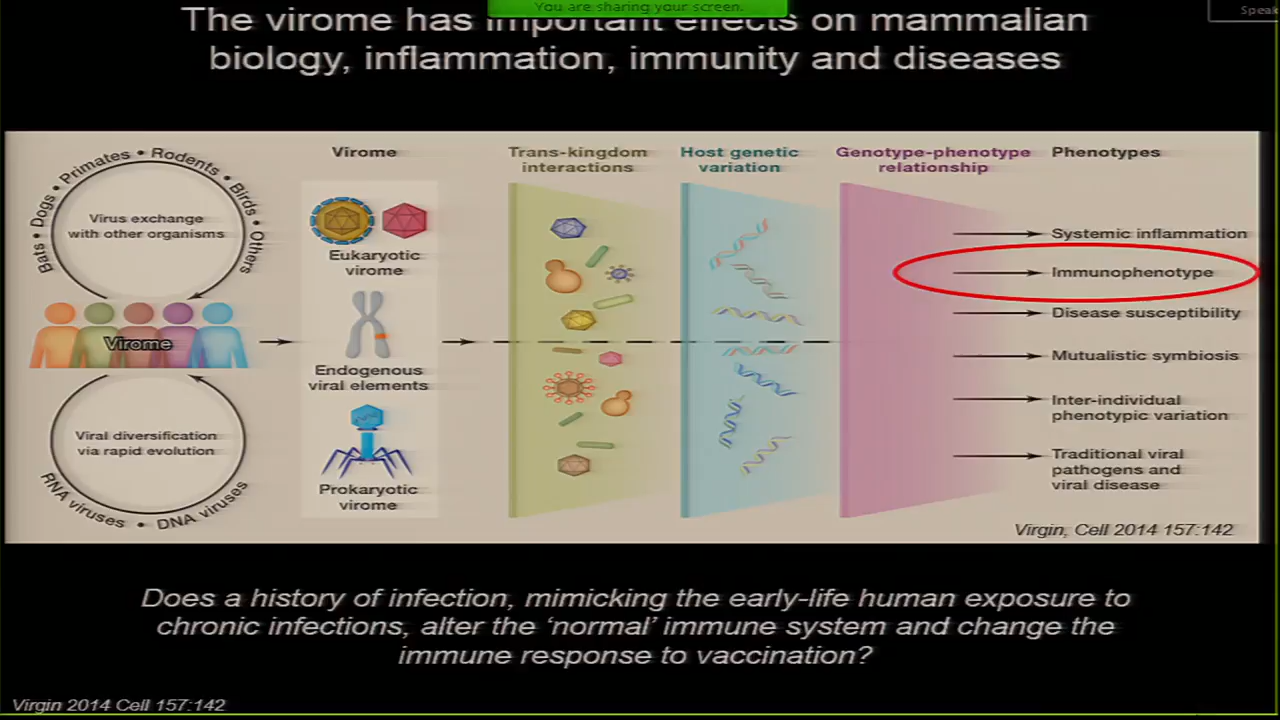 You are sharing your screen.
Speak
The virome has important effects on mammalian
biology, inflammation, immunity and diseases
Bats • Dogs • Primates • Rodents • Birds • Others
Virus exchange
with other organisms
Virome
Viral diversification
via rapid evolution
RNA viruses • DNA viruses
Virome
Eukaryotic
virome
Endogenous
viral elements
Prokaryotic
virome
Trans-kingdom
interactions
Host genetic
variation
Genotype-phenotype
relationship
Phenotypes
Systemic inflammation
Immunophenotype
Disease susceptibility
Mutualistic symbiosis
Inter-individual
phenotypic variation
Traditional viral
pathogens and
viral disease
Virgin, Cell 2014 157:142
Does a history of infection, mimicking the early-life human exposure to
chronic infections, alter the ‘normal’ immune system and change the
immune response to vaccination?
Virgin 2014 Cell 157:142